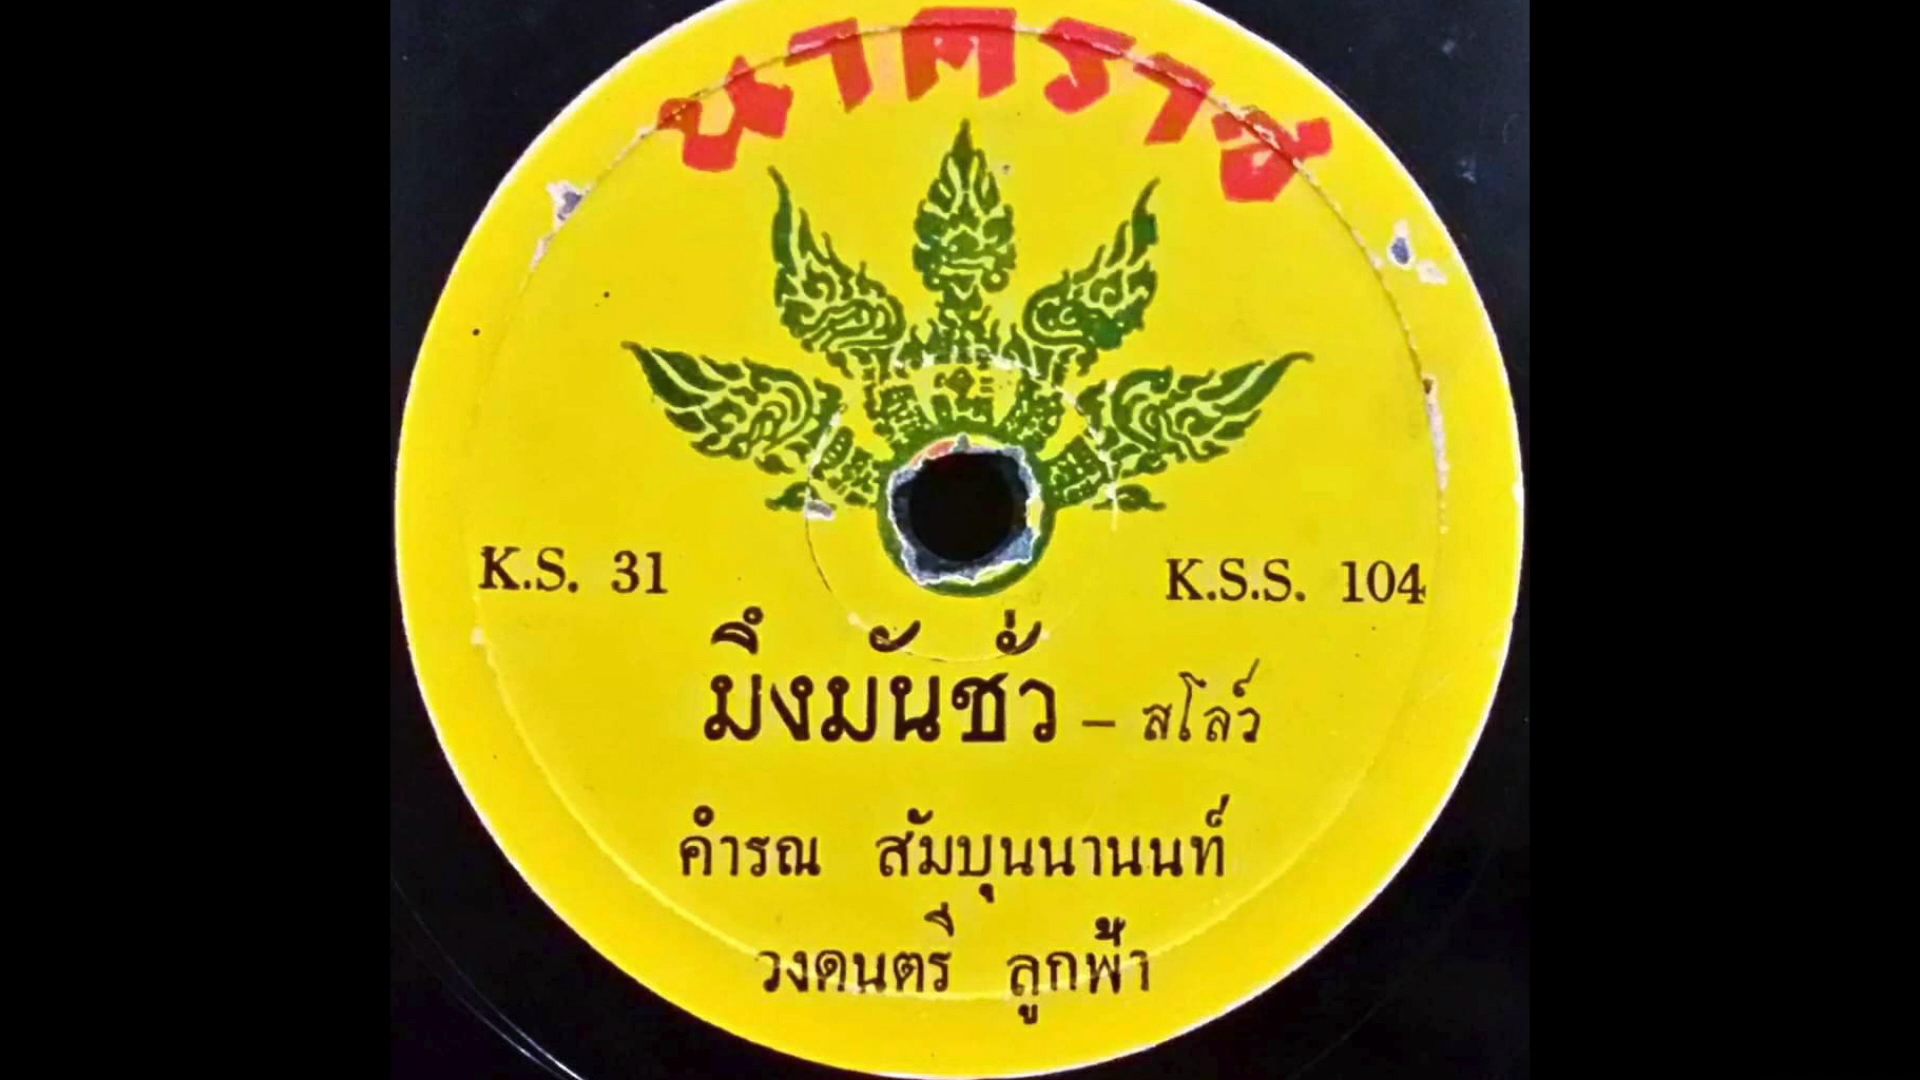 นาคราช
K.S. 31
K.S.S. 104
มึงมันชั่ว - สโลว์
คำรณ สัมบุนนานนท์
วงดนตรี ลูกฟ้า